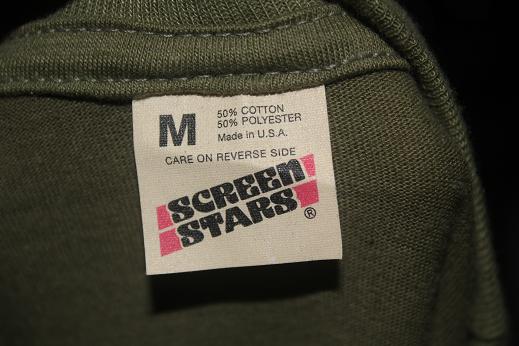 M
50% COTTON
50% POLYESTER
Made in U.S.A.
CARE ON REVERSE SIDE
SCREEN
STARS®